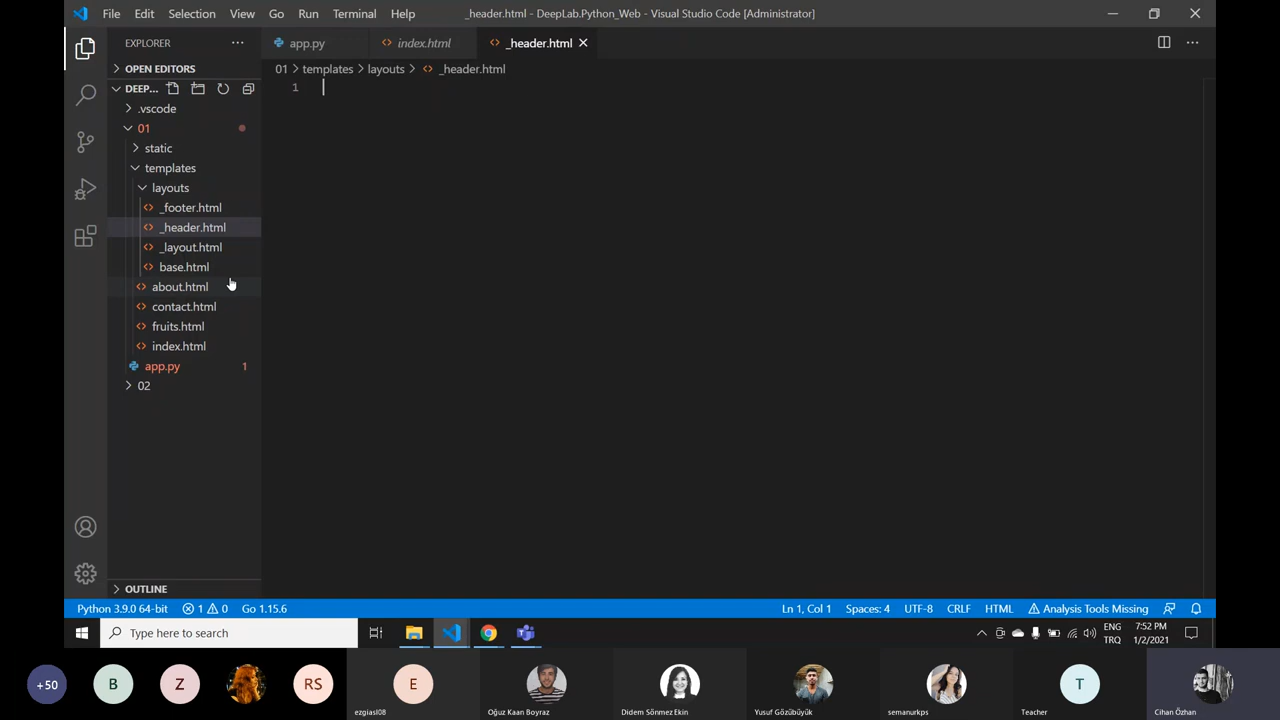 File Edit Selection View Go Run Terminal Help _header.html - DeepLab.Python_Web - Visual Studio Code [Administrator]
EXPLORER ... app.py index.html _header.html
OPEN EDITORS 01 > templates > layouts > _header.html
DEEP... 1
.vscode
01
static
templates
layouts
_footer.html
_header.html
_layout.html
base.html
about.html
contact.html
fruits.html
index.html
app.py 1
02
OUTLINE
Python 3.9.0 64-bit 1 0 Go 1.15.6 Ln 1, Col 1 Spaces: 4 UTF-8 CRLF HTML Analysis Tools Missing
Type here to search ENG 7:52 PM
TRQ 1/2/2021
+50 B Z RS E T
ezgiasl08 Oğuz Kaan Boyraz Didem Sönmez Ekin Yusuf Gözübüyük semanurkps Teacher Cihan Özhan